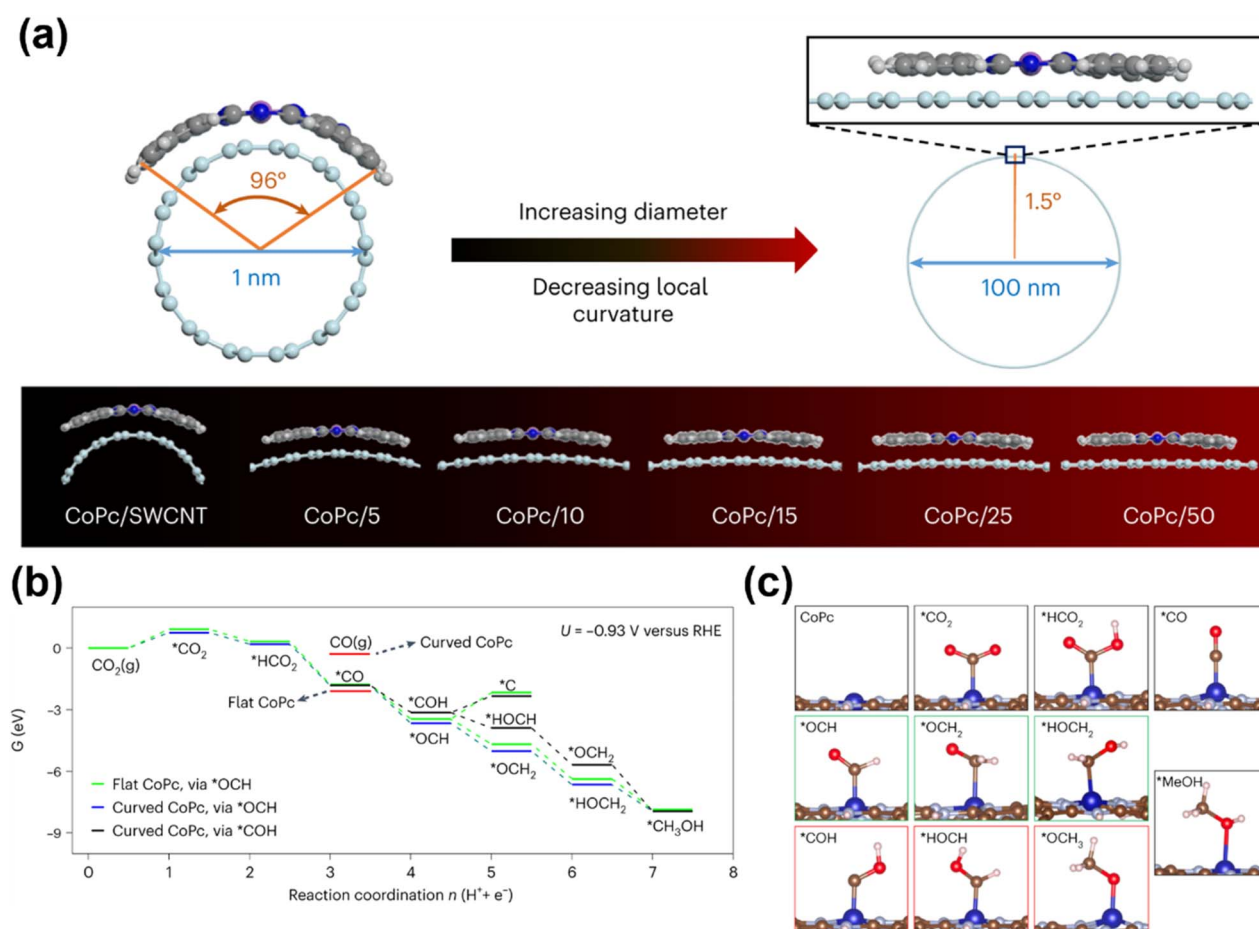 (a)
96°
1 nm
Increasing diameter
Decreasing local
curvature
1.5°
100 nm
CoPc/SWCNT
CoPc/5
CoPc/10
CoPc/15
CoPc/25
CoPc/50
(b)
G (eV)
0
−3
−6
−9
CO₂(g)
*CO₂
*HCO₂
CO(g)
Curved CoPc
U = −0.93 V versus RHE
*CO
Flat CoPc
*COH
*OCH
*C
*HOCH
*OCH₂
*OCH₂
*HOCH₂
*CH₃OH
Flat CoPc, via *OCH
Curved CoPc, via *OCH
Curved CoPc, via *COH
0 1 2 3 4 5 6 7 8
Reaction coordination n (H⁺+ e⁻)
(c)
CoPc
*CO₂
*HCO₂
*CO
*OCH
*OCH₂
*HOCH₂
*MeOH
*COH
*HOCH
*OCH₃